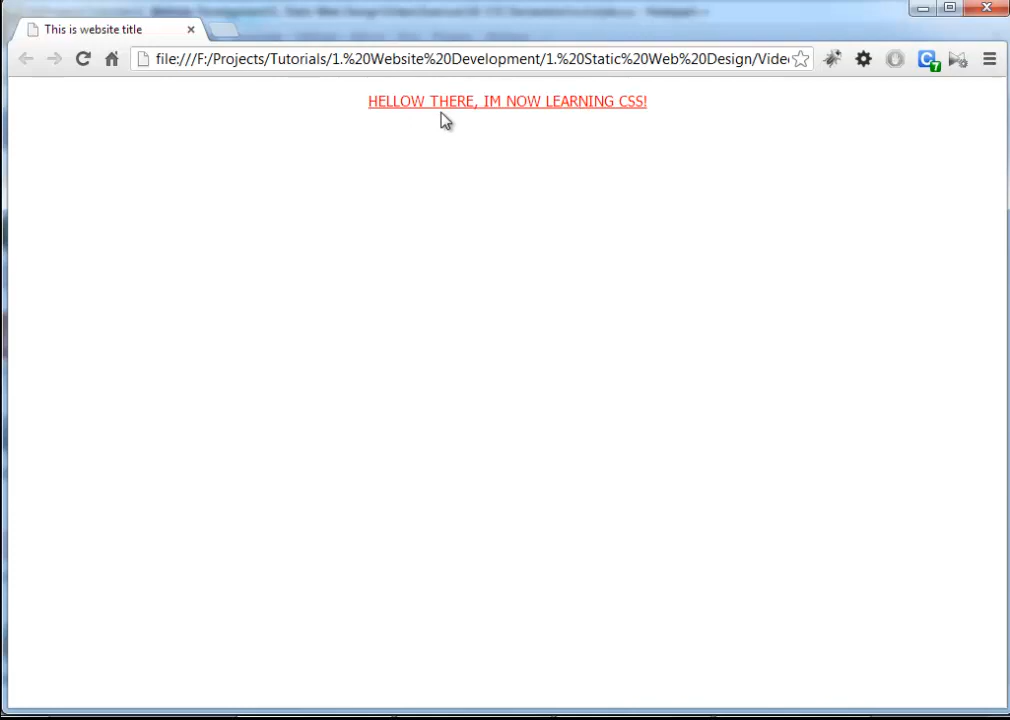 This is website title
file:///F:/Projects/Tutorials/1.%20Website%20Development/1.%20Static%20Web%20Design/Vide
7
HELLOW THERE, IM NOW LEARNING CSS!